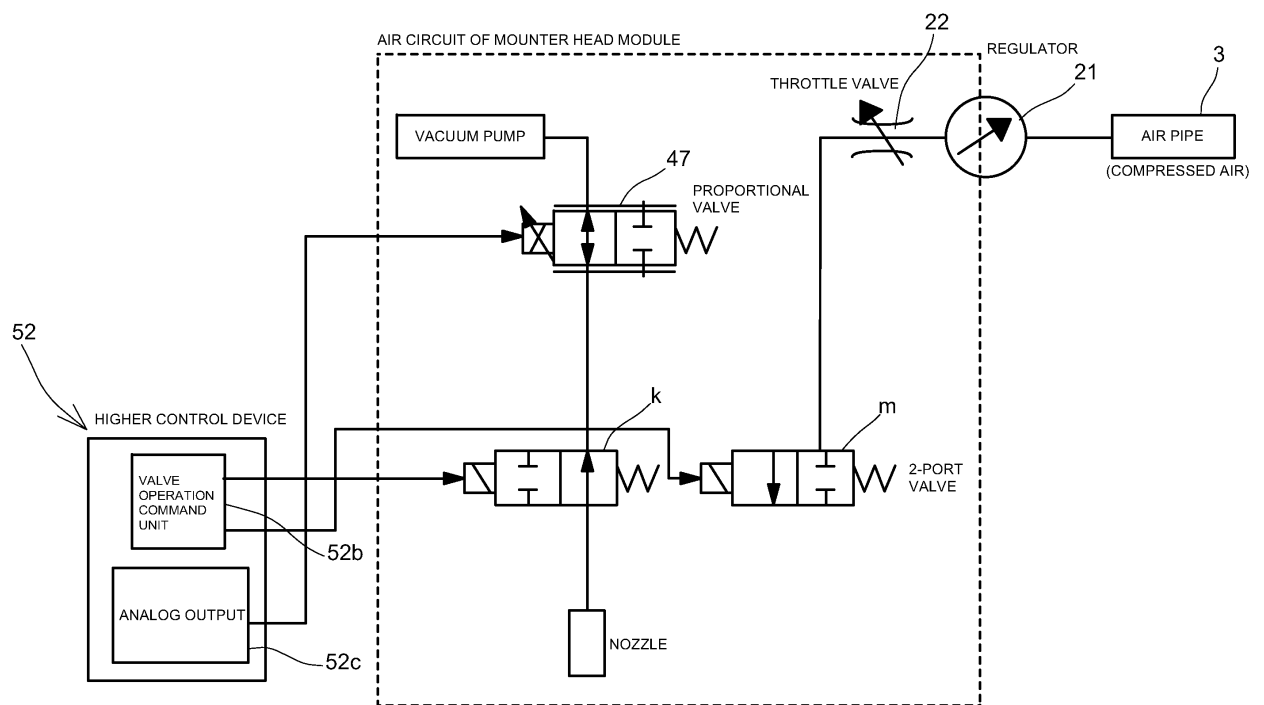 AIR CIRCUIT OF MOUNTER HEAD MODULE
22
REGULATOR
THROTTLE VALVE
21
3
VACUUM PUMP
AIR PIPE
(COMPRESSED AIR)
47
PROPORTIONAL
VALVE
52
HIGHER CONTROL DEVICE
k
m
VALVE
OPERATION
COMMAND
UNIT
2-PORT
VALVE
52b
ANALOG OUTPUT
NOZZLE
52c